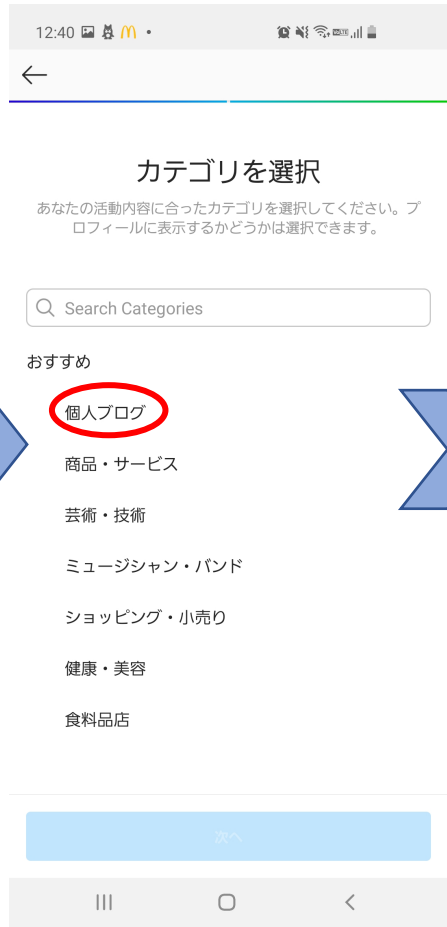 12:40
カテゴリを選択
あなたの活動内容に合ったカテゴリを選択してください。プ
ロフィールに表示するかどうかは選択できます。
Search Categories
おすすめ
個人ブログ
商品・サービス
芸術・技術
ミュージシャン・バンド
ショッピング・小売り
健康・美容
食料品店
次へ